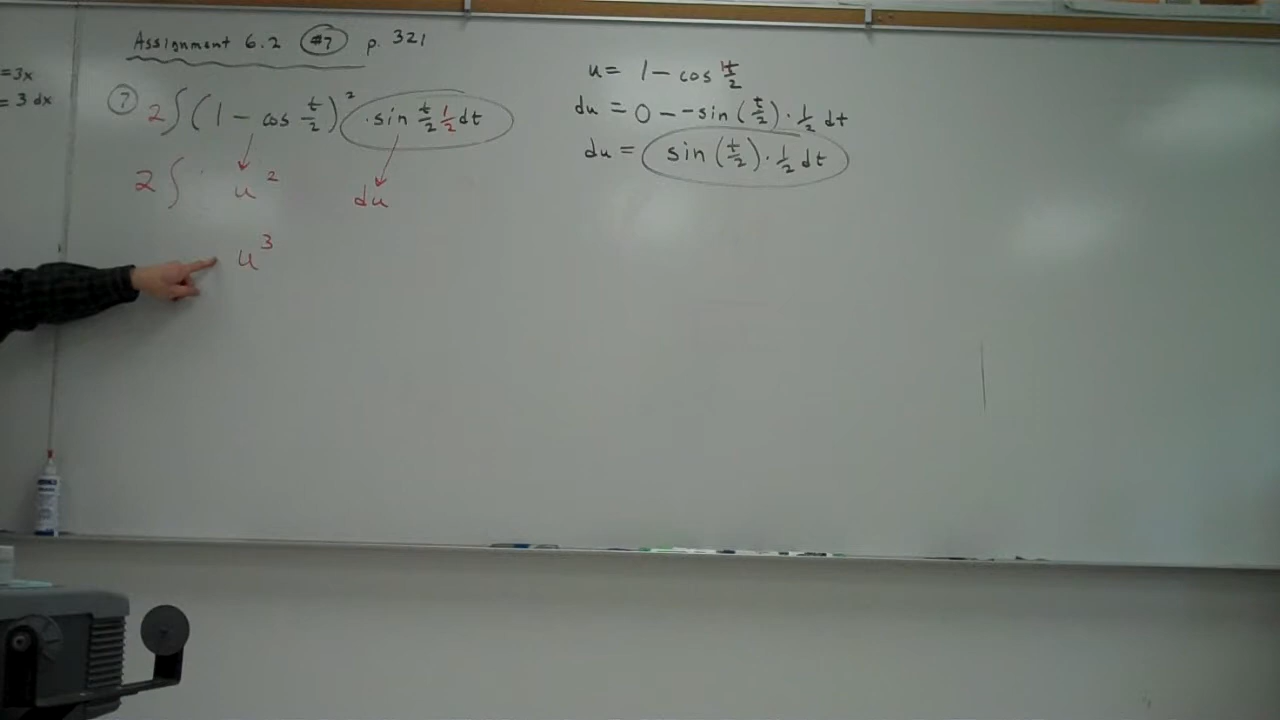 Assignment 6.2 #7 p. 321
=3x
= 3 dx
7 2∫(1 - cos t/2)² · sin t/2 1/2 dt
2∫ u² du
u³
u = 1 - cos t/2
du = 0 - -sin (t/2) · 1/2 dt
du = sin (t/2) · 1/2 dt